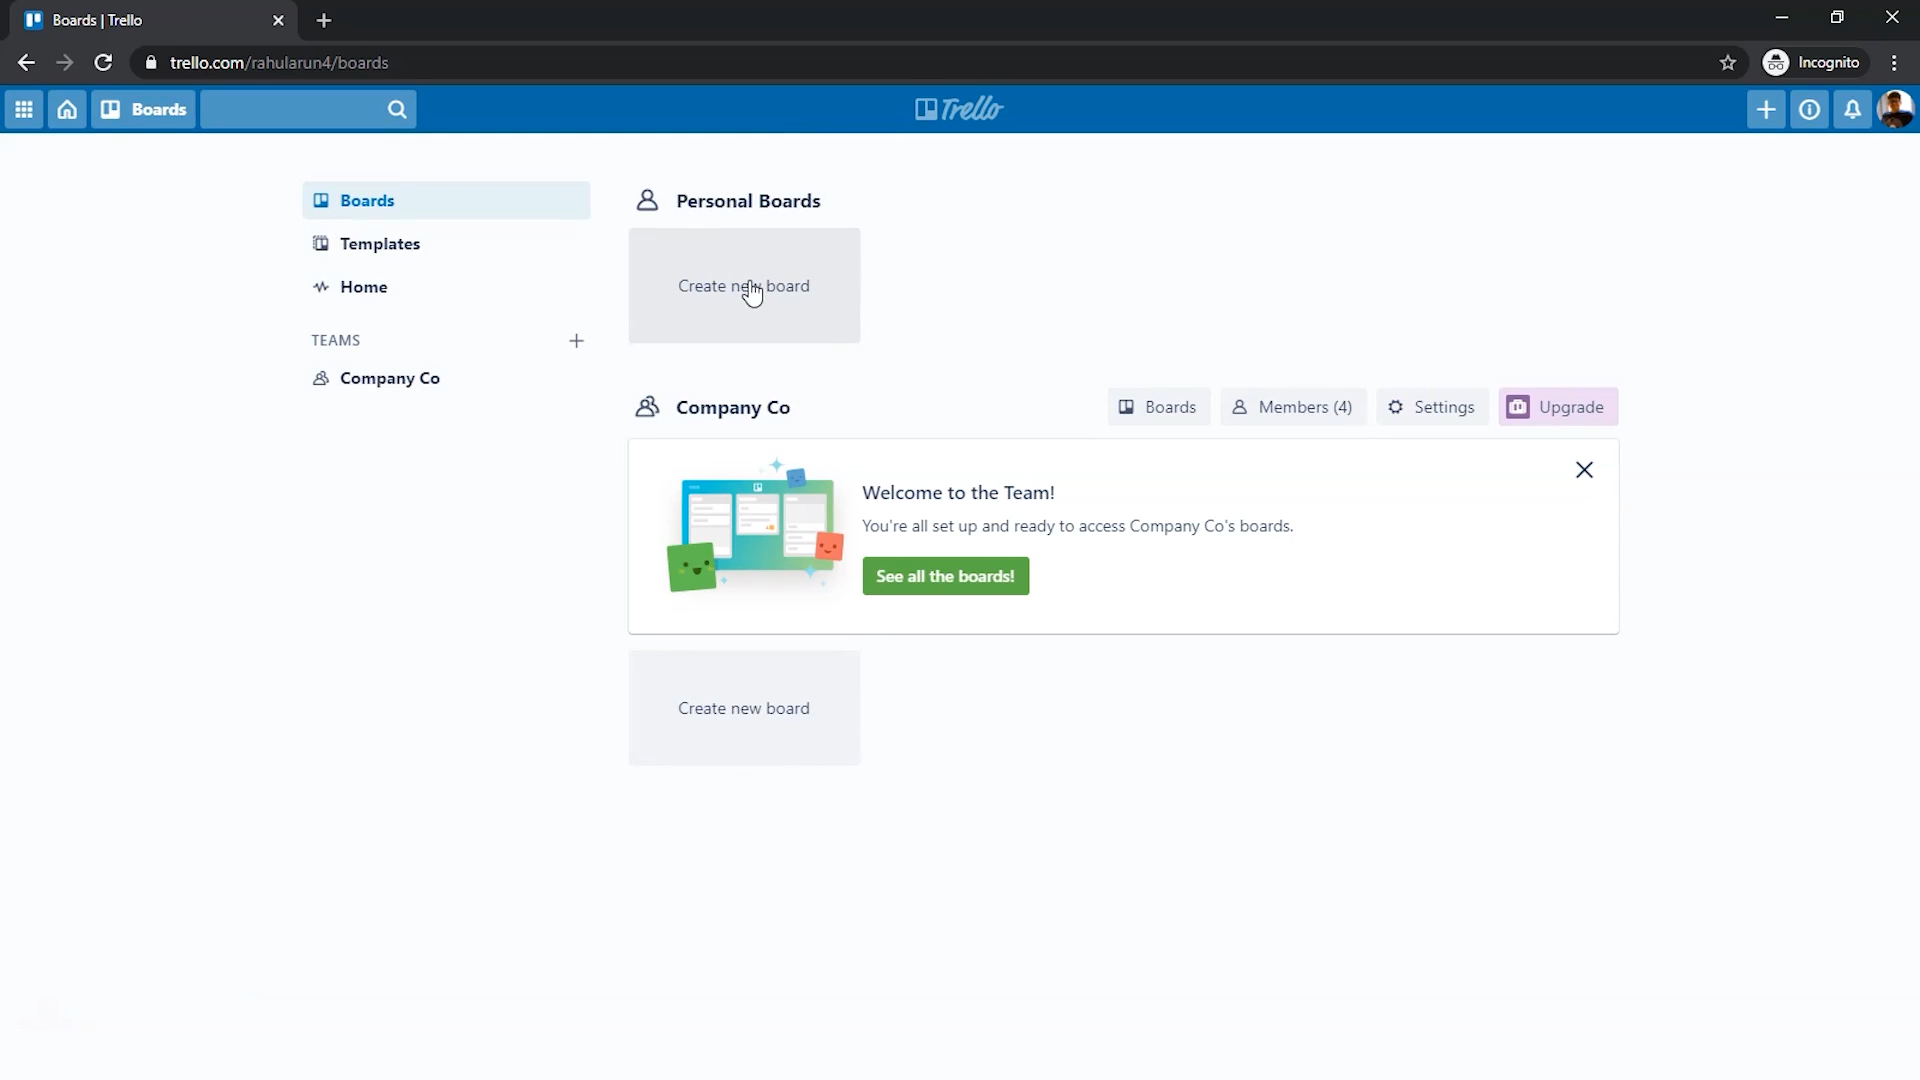 Boards | Trello
trello.com/rahularun4/boards
Incognito
Boards
Trello
Boards
Templates
Home
TEAMS
Company Co
Personal Boards
Create new board
Company Co
Boards
Members (4)
Settings
Upgrade
Welcome to the Team!
You're all set up and ready to access Company Co's boards.
See all the boards!
Create new board